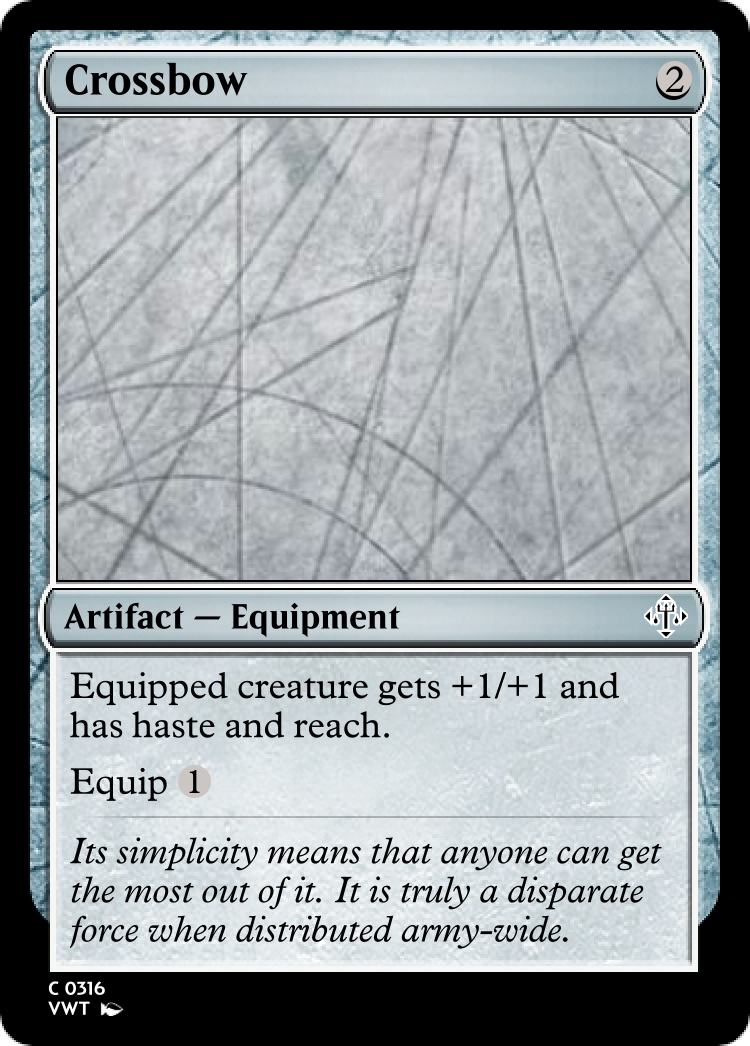 Crossbow 2
Artifact — Equipment
Equipped creature gets +1/+1 and
has haste and reach.
Equip 1
Its simplicity means that anyone can get
the most out of it. It is truly a disparate
force when distributed army-wide.
C 0316
VWT